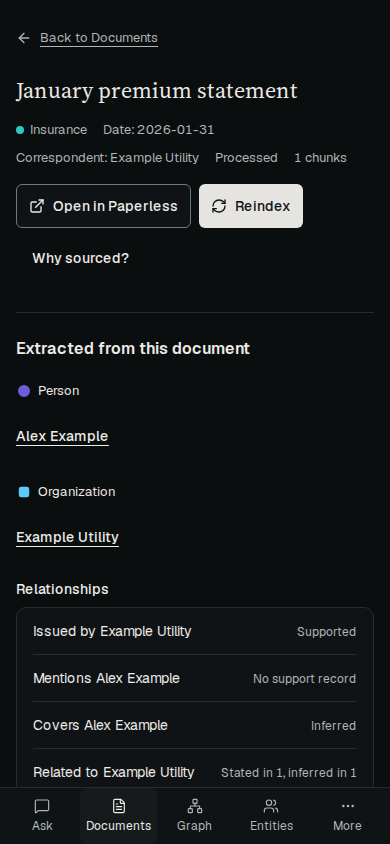 Back to Documents
January premium statement
Insurance Date: 2026-01-31
Correspondent: Example Utility Processed 1 chunks
Open in Paperless Reindex
Why sourced?
Extracted from this document
Person
Alex Example
Organization
Example Utility
Relationships
Issued by Example Utility Supported
Mentions Alex Example No support record
Covers Alex Example Inferred
Related to Example Utility Stated in 1, inferred in 1
Ask Documents Graph Entities More